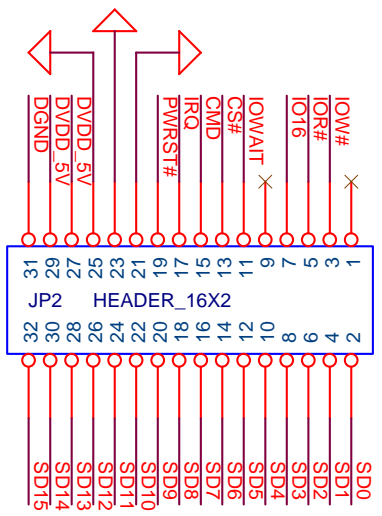 DGND
DVDD_5V
DVDD_5V
PWRST#
IRQ
CMD
CS#
IOWAIT
IO16
IOR#
IOW#
31 29 27 25 23 21 19 17 15 13 11 9 7 5 3 1
JP2 HEADER_16X2
32 30 28 26 24 22 20 18 16 14 12 10 8 6 4 2
SD15
SD14
SD13
SD12
SD11
SD10
SD9
SD8
SD7
SD6
SD5
SD4
SD3
SD2
SD1
SD0